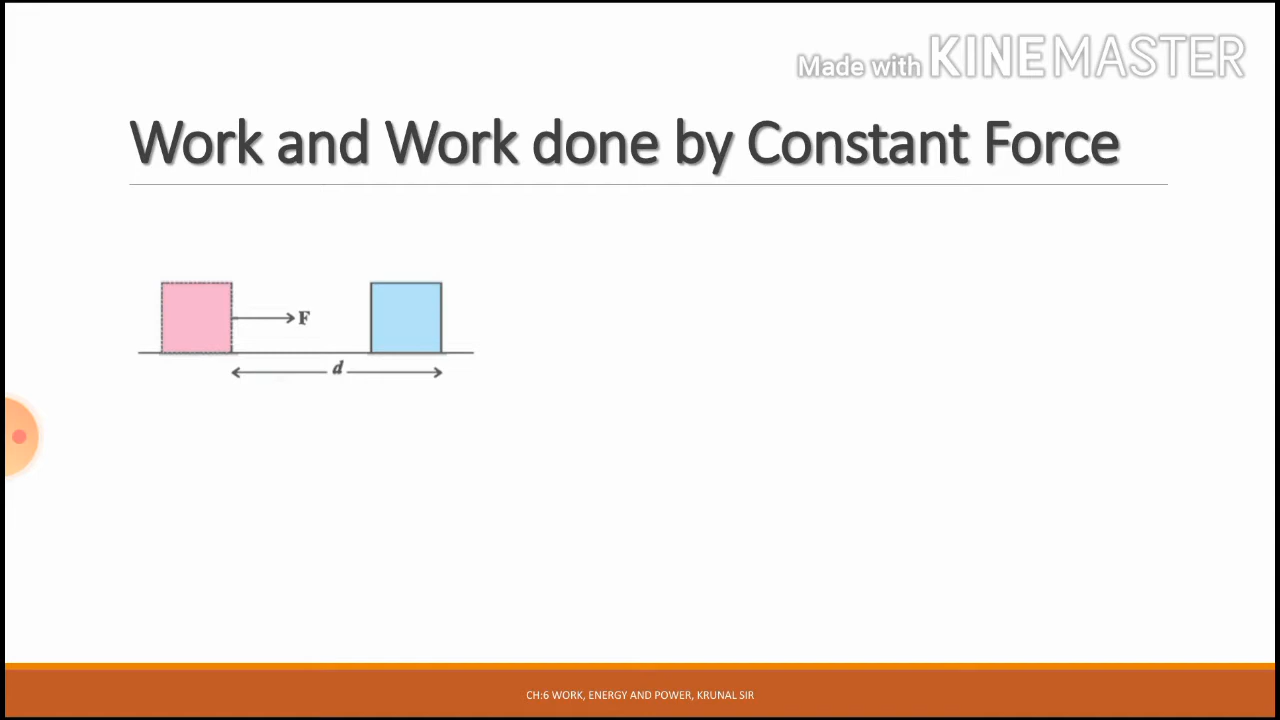 Made with KINEMASTER
Work and Work done by Constant Force
F
d
CH:6 WORK, ENERGY AND POWER, KRUNAL SIR